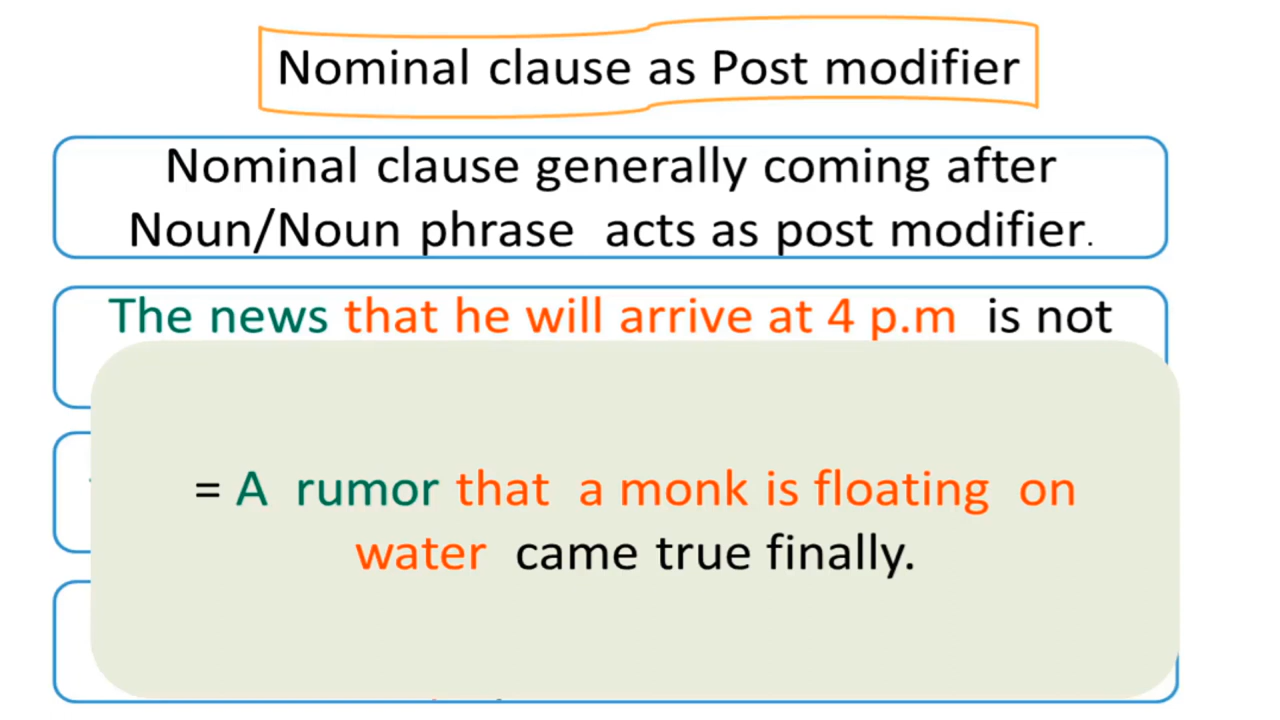 Nominal clause as Post modifier
Nominal clause generally coming after
Noun/Noun phrase acts as post modifier.
The news that he will arrive at 4 p.m is not
= A rumor that a monk is floating on
water came true finally.